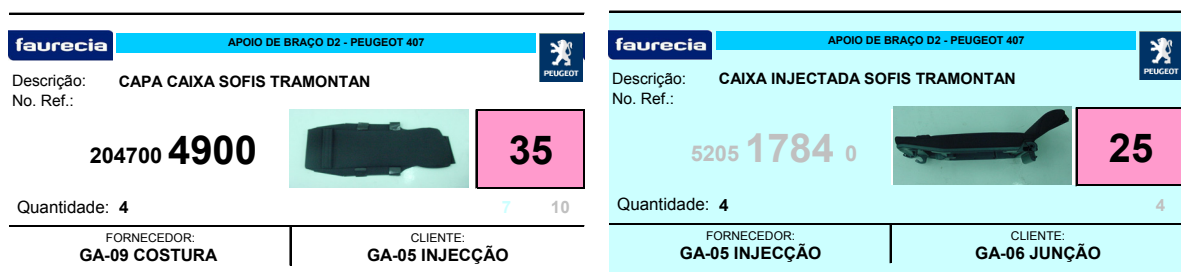 faurecia
APOIO DE BRAÇO D2 - PEUGEOT 407
PEUGEOT
Descrição: CAPA CAIXA SOFIS TRAMONTAN
No. Ref.:
204700 4900
35
Quantidade: 4 7 10
FORNECEDOR: CLIENTE:
GA-09 COSTURA GA-05 INJECÇÃO
faurecia
APOIO DE BRAÇO D2 - PEUGEOT 407
PEUGEOT
Descrição: CAIXA INJECTADA SOFIS TRAMONTAN
No. Ref.:
5205 1784 0
25
Quantidade: 4 4
FORNECEDOR: CLIENTE:
GA-05 INJECÇÃO GA-06 JUNÇÃO